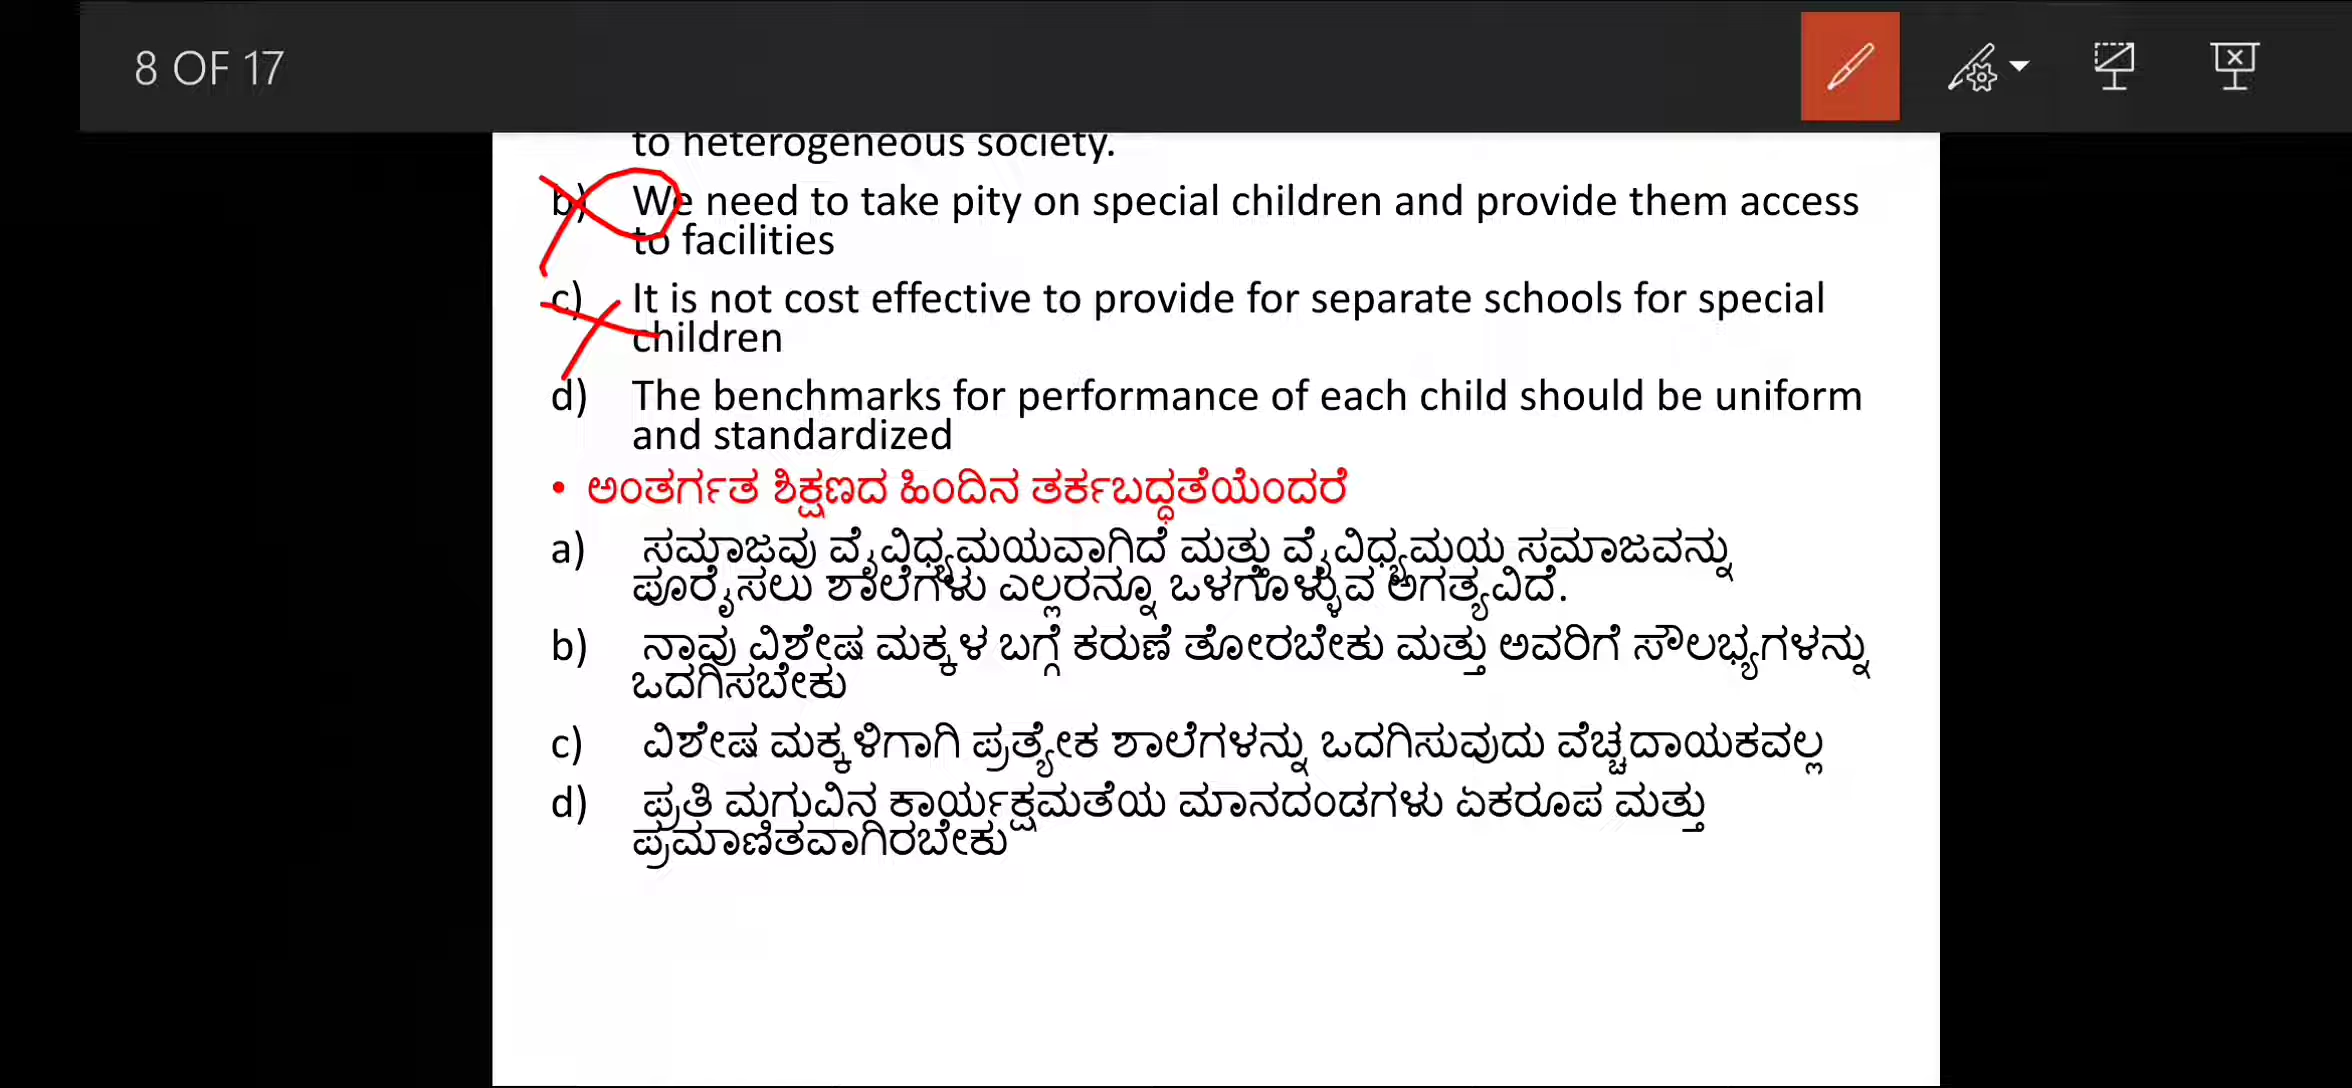 8 OF 17
to heterogeneous society.
b) We need to take pity on special children and provide them access
to facilities
c) It is not cost effective to provide for separate schools for special
children
d) The benchmarks for performance of each child should be uniform
and standardized
• ಅಂತರ್ಗತ ಶಿಕ್ಷಣದ ಹಿಂದಿನ ತರ್ಕಬದ್ಧತೆಯೆಂದರೆ
a) ಸಮಾಜವು ವೈವಿಧ್ಯಮಯವಾಗಿದೆ ಮತ್ತು ವೈವಿಧ್ಯಮಯ ಸಮಾಜವನ್ನು
ಪೂರೈಸಲು ಶಾಲೆಗಳು ಎಲ್ಲರನ್ನೂ ಒಳಗೊಳ್ಳುವ ಅಗತ್ಯವಿದೆ.
b) ನಾವು ವಿಶೇಷ ಮಕ್ಕಳ ಬಗ್ಗೆ ಕರುಣೆ ತೋರಬೇಕು ಮತ್ತು ಅವರಿಗೆ ಸೌಲಭ್ಯಗಳನ್ನು
ಒದಗಿಸಬೇಕು
c) ವಿಶೇಷ ಮಕ್ಕಳಿಗಾಗಿ ಪ್ರತ್ಯೇಕ ಶಾಲೆಗಳನ್ನು ಒದಗಿಸುವುದು ವೆಚ್ಚದಾಯಕವಲ್ಲ
d) ಪ್ರತಿ ಮಗುವಿನ ಕಾರ್ಯಕ್ಷಮತೆಯ ಮಾನದಂಡಗಳು ಏಕರೂಪ ಮತ್ತು
ಪ್ರಮಾಣಿತವಾಗಿರಬೇಕು